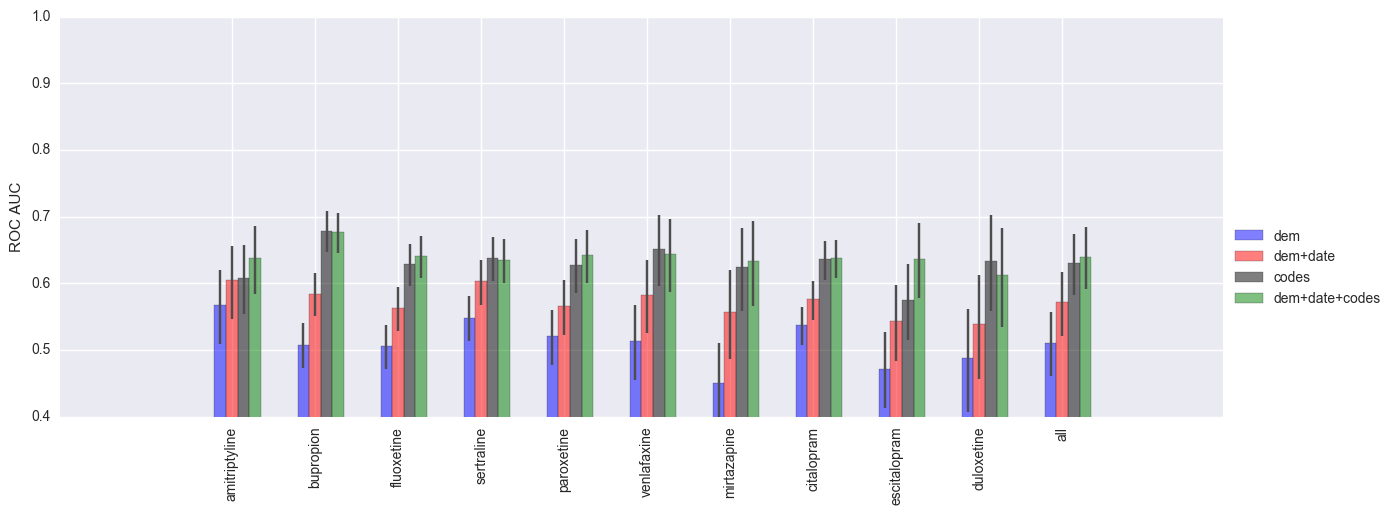 1.0
0.9
0.8
0.7
0.6
0.5
0.4
ROC AUC
amitriptyline
bupropion
fluoxetine
sertraline
paroxetine
venlafaxine
mirtazapine
citalopram
escitalopram
duloxetine
all
dem
dem+date
codes
dem+date+codes